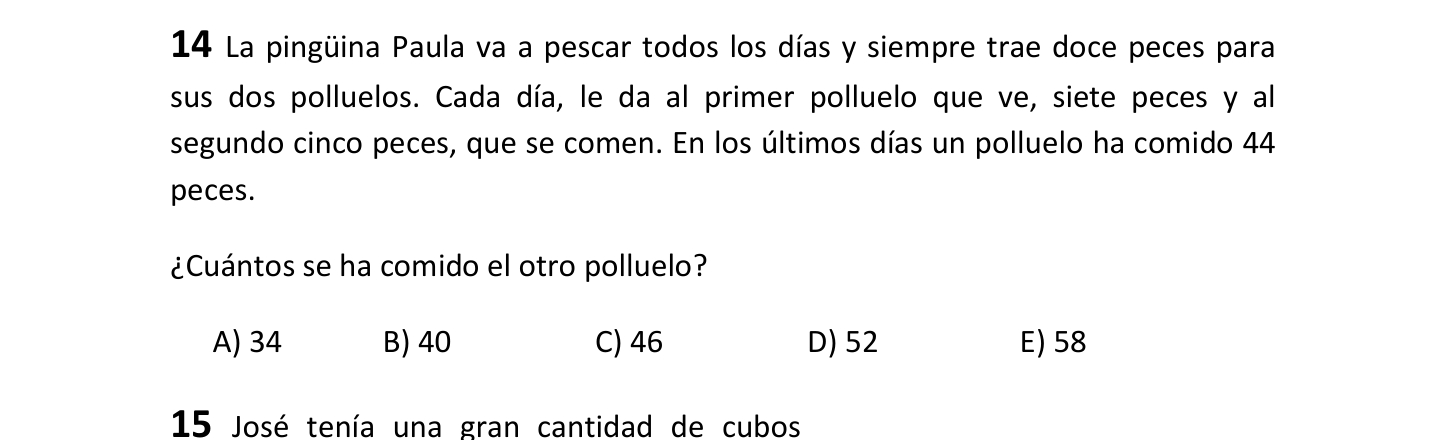 14 La pingüina Paula va a pescar todos los días y siempre trae doce peces para
sus dos polluelos. Cada día, le da al primer polluelo que ve, siete peces y al
segundo cinco peces, que se comen. En los últimos días un polluelo ha comido 44
peces.
¿Cuántos se ha comido el otro polluelo?
A) 34 B) 40 C) 46 D) 52 E) 58
15 José tenía una gran cantidad de cubos